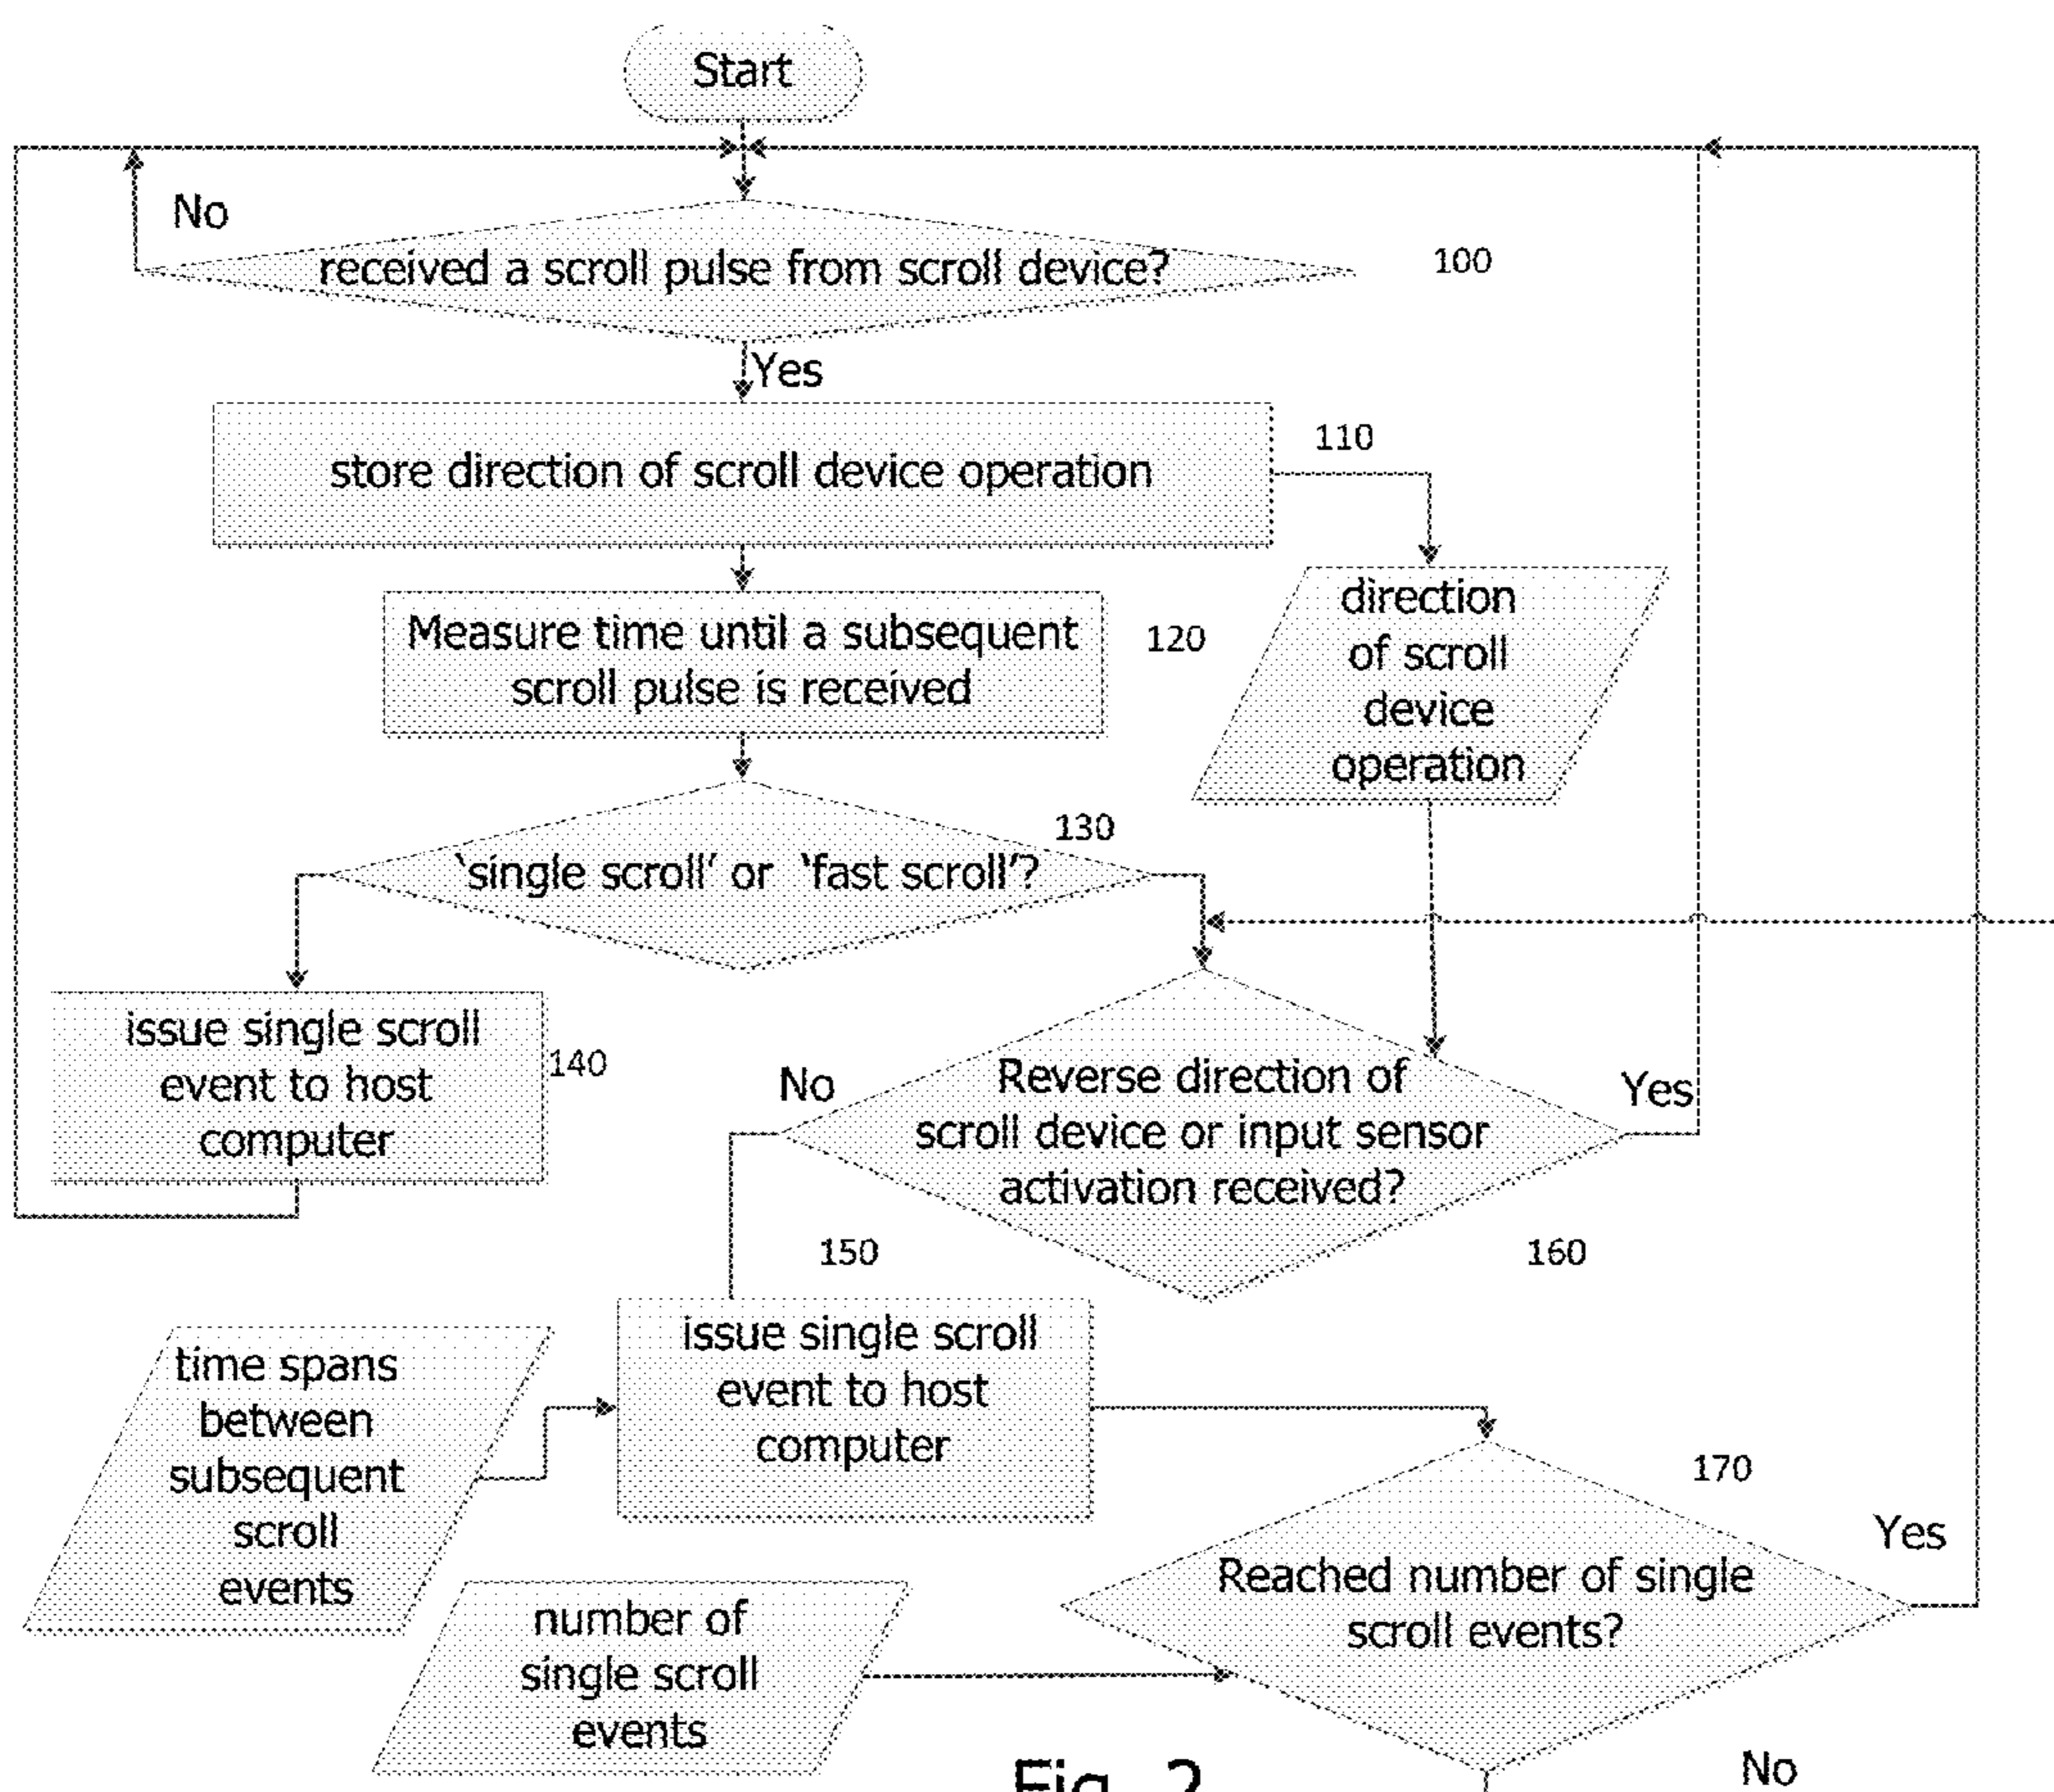 Start
No
received a scroll pulse from scroll device?
100
Yes
store direction of scroll device operation
110
Measure time until a subsequent
scroll pulse is received
120
direction
of scroll
device
operation
130
‘single scroll’ or ‘fast scroll’?
issue single scroll
event to host
computer
140
No
Reverse direction of
scroll device or input sensor
activation received?
Yes
150
160
issue single scroll
event to host
computer
time spans
between
subsequent
scroll
events
170
Yes
Reached number of single
scroll events?
number of
single scroll
events
Fig. 2
No